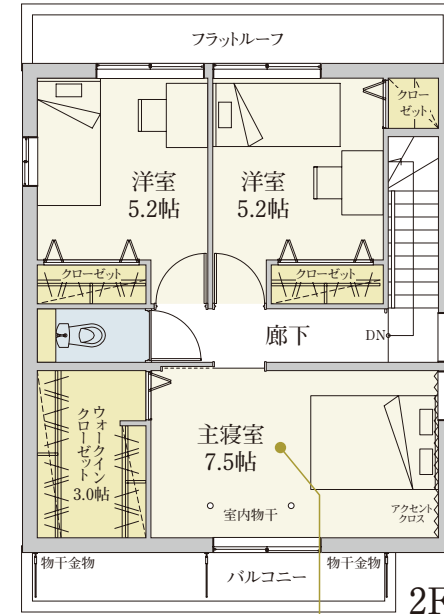 フラットルーフ
クロー
ゼット
洋室
5.2帖
洋室
5.2帖
クローゼット
クローゼット
廊下
DN
ウォークイン
クローゼット
3.0帖
主寝室
7.5帖
室内物干
アクセント
クロス
物干金物
バルコニー
物干金物
2F